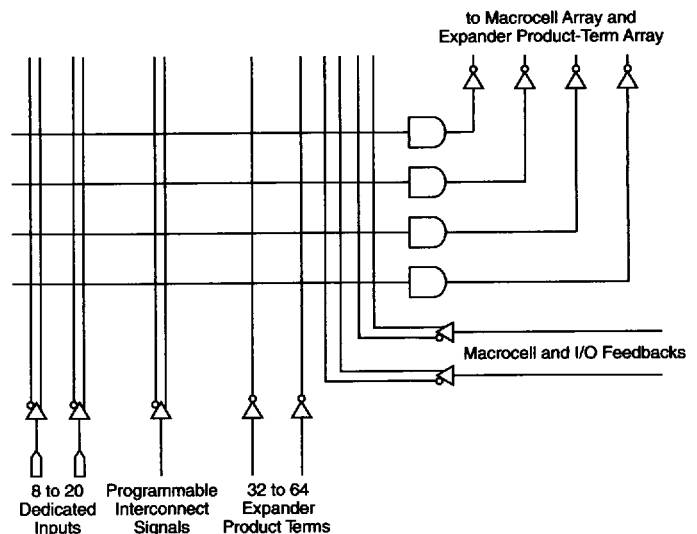 to Macrocell Array and
Expander Product-Term Array
Macrocell and I/O Feedbacks
8 to 20
Dedicated
Inputs
Programmable
Interconnect
Signals
32 to 64
Expander
Product Terms